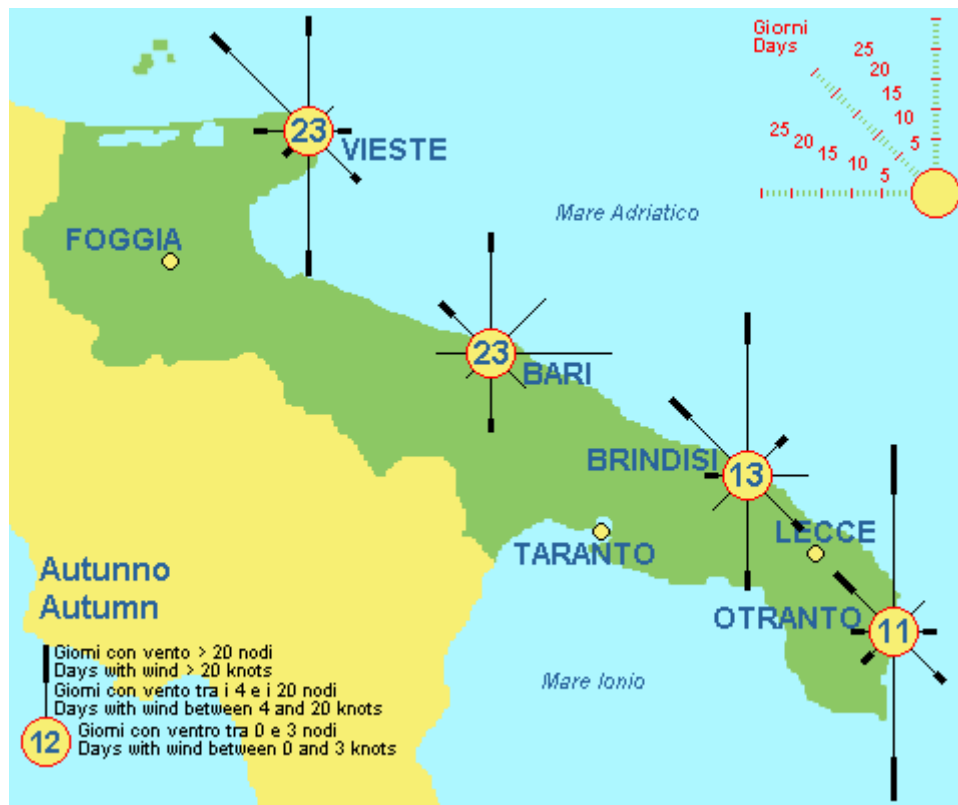 Giorni
Days
25
20
15
10
5
25
20
15
10
5
23
VIESTE
Mare Adriatico
FOGGIA
23
BARI
BRINDISI
13
LECCE
TARANTO
Autunno
Autumn
OTRANTO
11
Giorni con vento > 20 nodi
Days with wind > 20 knots
Mare Ionio
Giorni con vento tra i 4 e i 20 nodi
Days with wind between 4 and 20 knots
12
Giorni con ventro tra 0 e 3 nodi
Days with wind between 0 and 3 knots